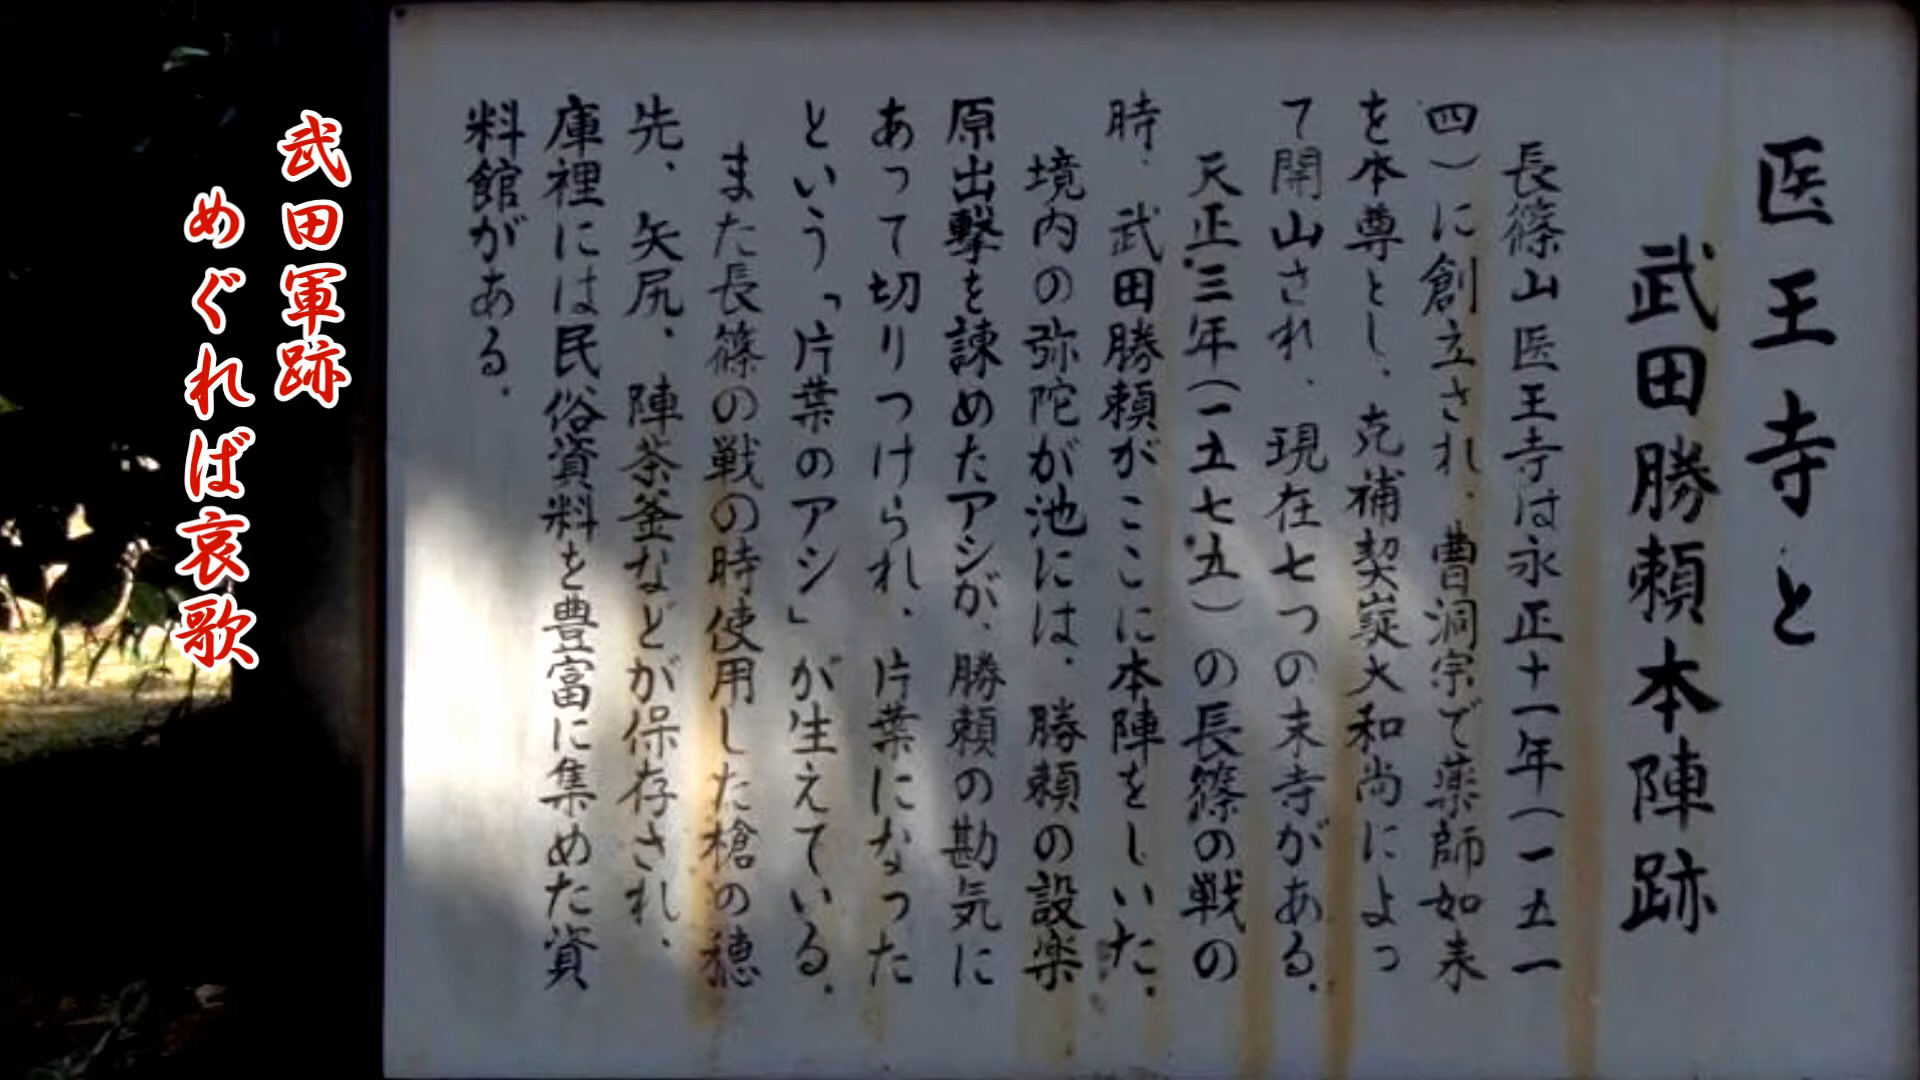 医王寺と
武田勝頼本陣跡
長篠山医王寺は永正十一年(一五一
四)に創立され、曹洞宗で薬師如来
を本尊とし、克補契嶷大和尚によっ
て開山され、現在七つの末寺がある。
天正三年(一五七五)の長篠の戦の
時、武田勝頼がここに本陣をしいた。
境内の弥陀が池には、勝頼の設楽
原出撃を諫めたアシが、勝頼の勘気に
あって切りつけられ、片葉になった
という「片葉のアシ」が生えている。
また長篠の戦の時使用した槍の穂
先、矢尻、陣茶釜などが保存され、
庫裡には民俗資料を豊富に集めた資
料館がある。
武田軍跡
めぐれば哀歌